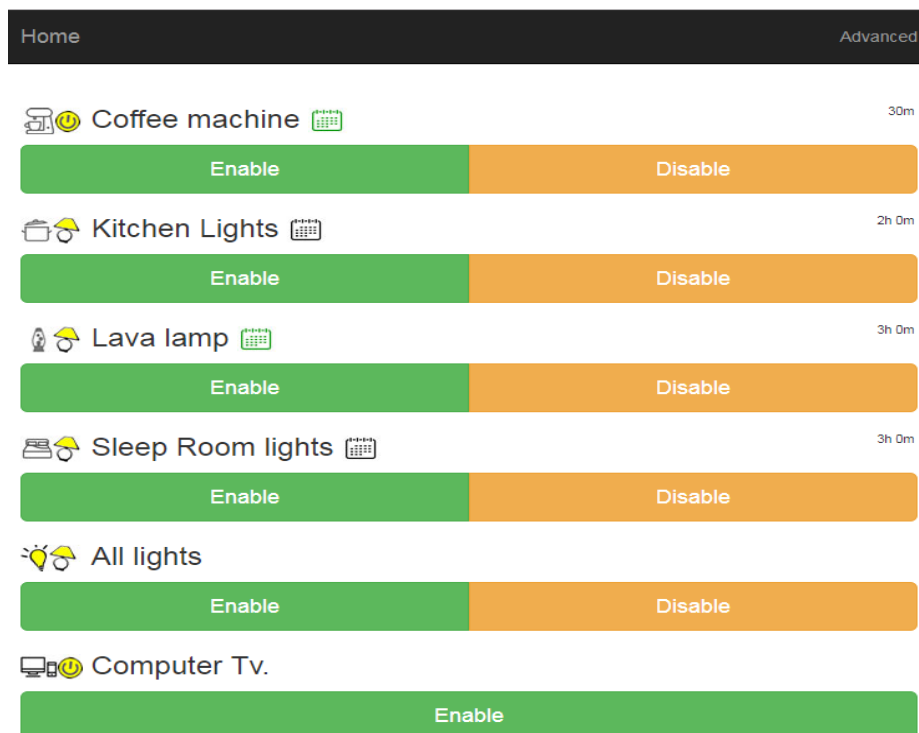 Home Advanced
Coffee machine 30m
Enable Disable
Kitchen Lights 2h 0m
Enable Disable
Lava lamp 3h 0m
Enable Disable
Sleep Room lights 3h 0m
Enable Disable
All lights
Enable Disable
Computer Tv.
Enable